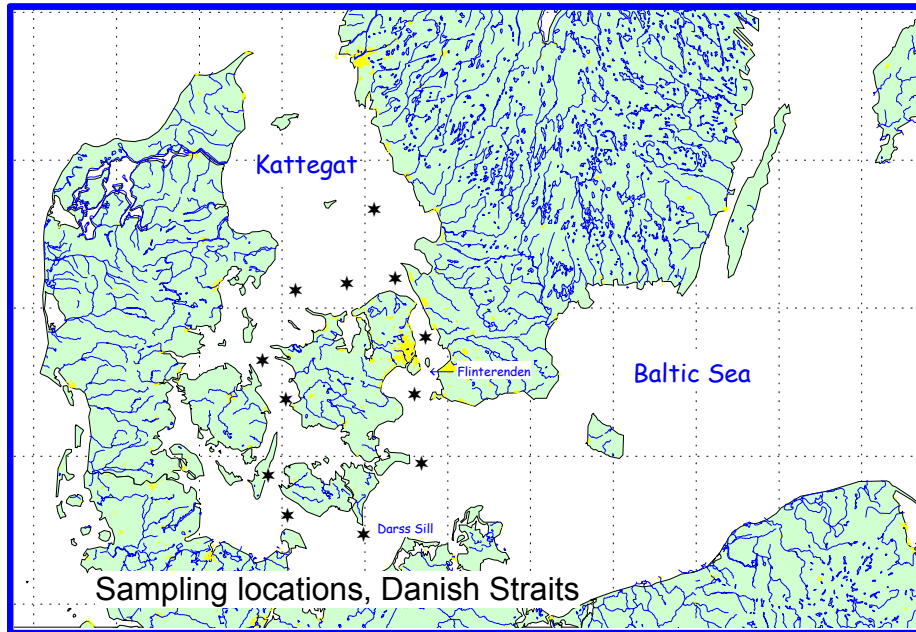 Kattegat
Flinterenden
Baltic Sea
Darss Sill
Sampling locations, Danish Straits